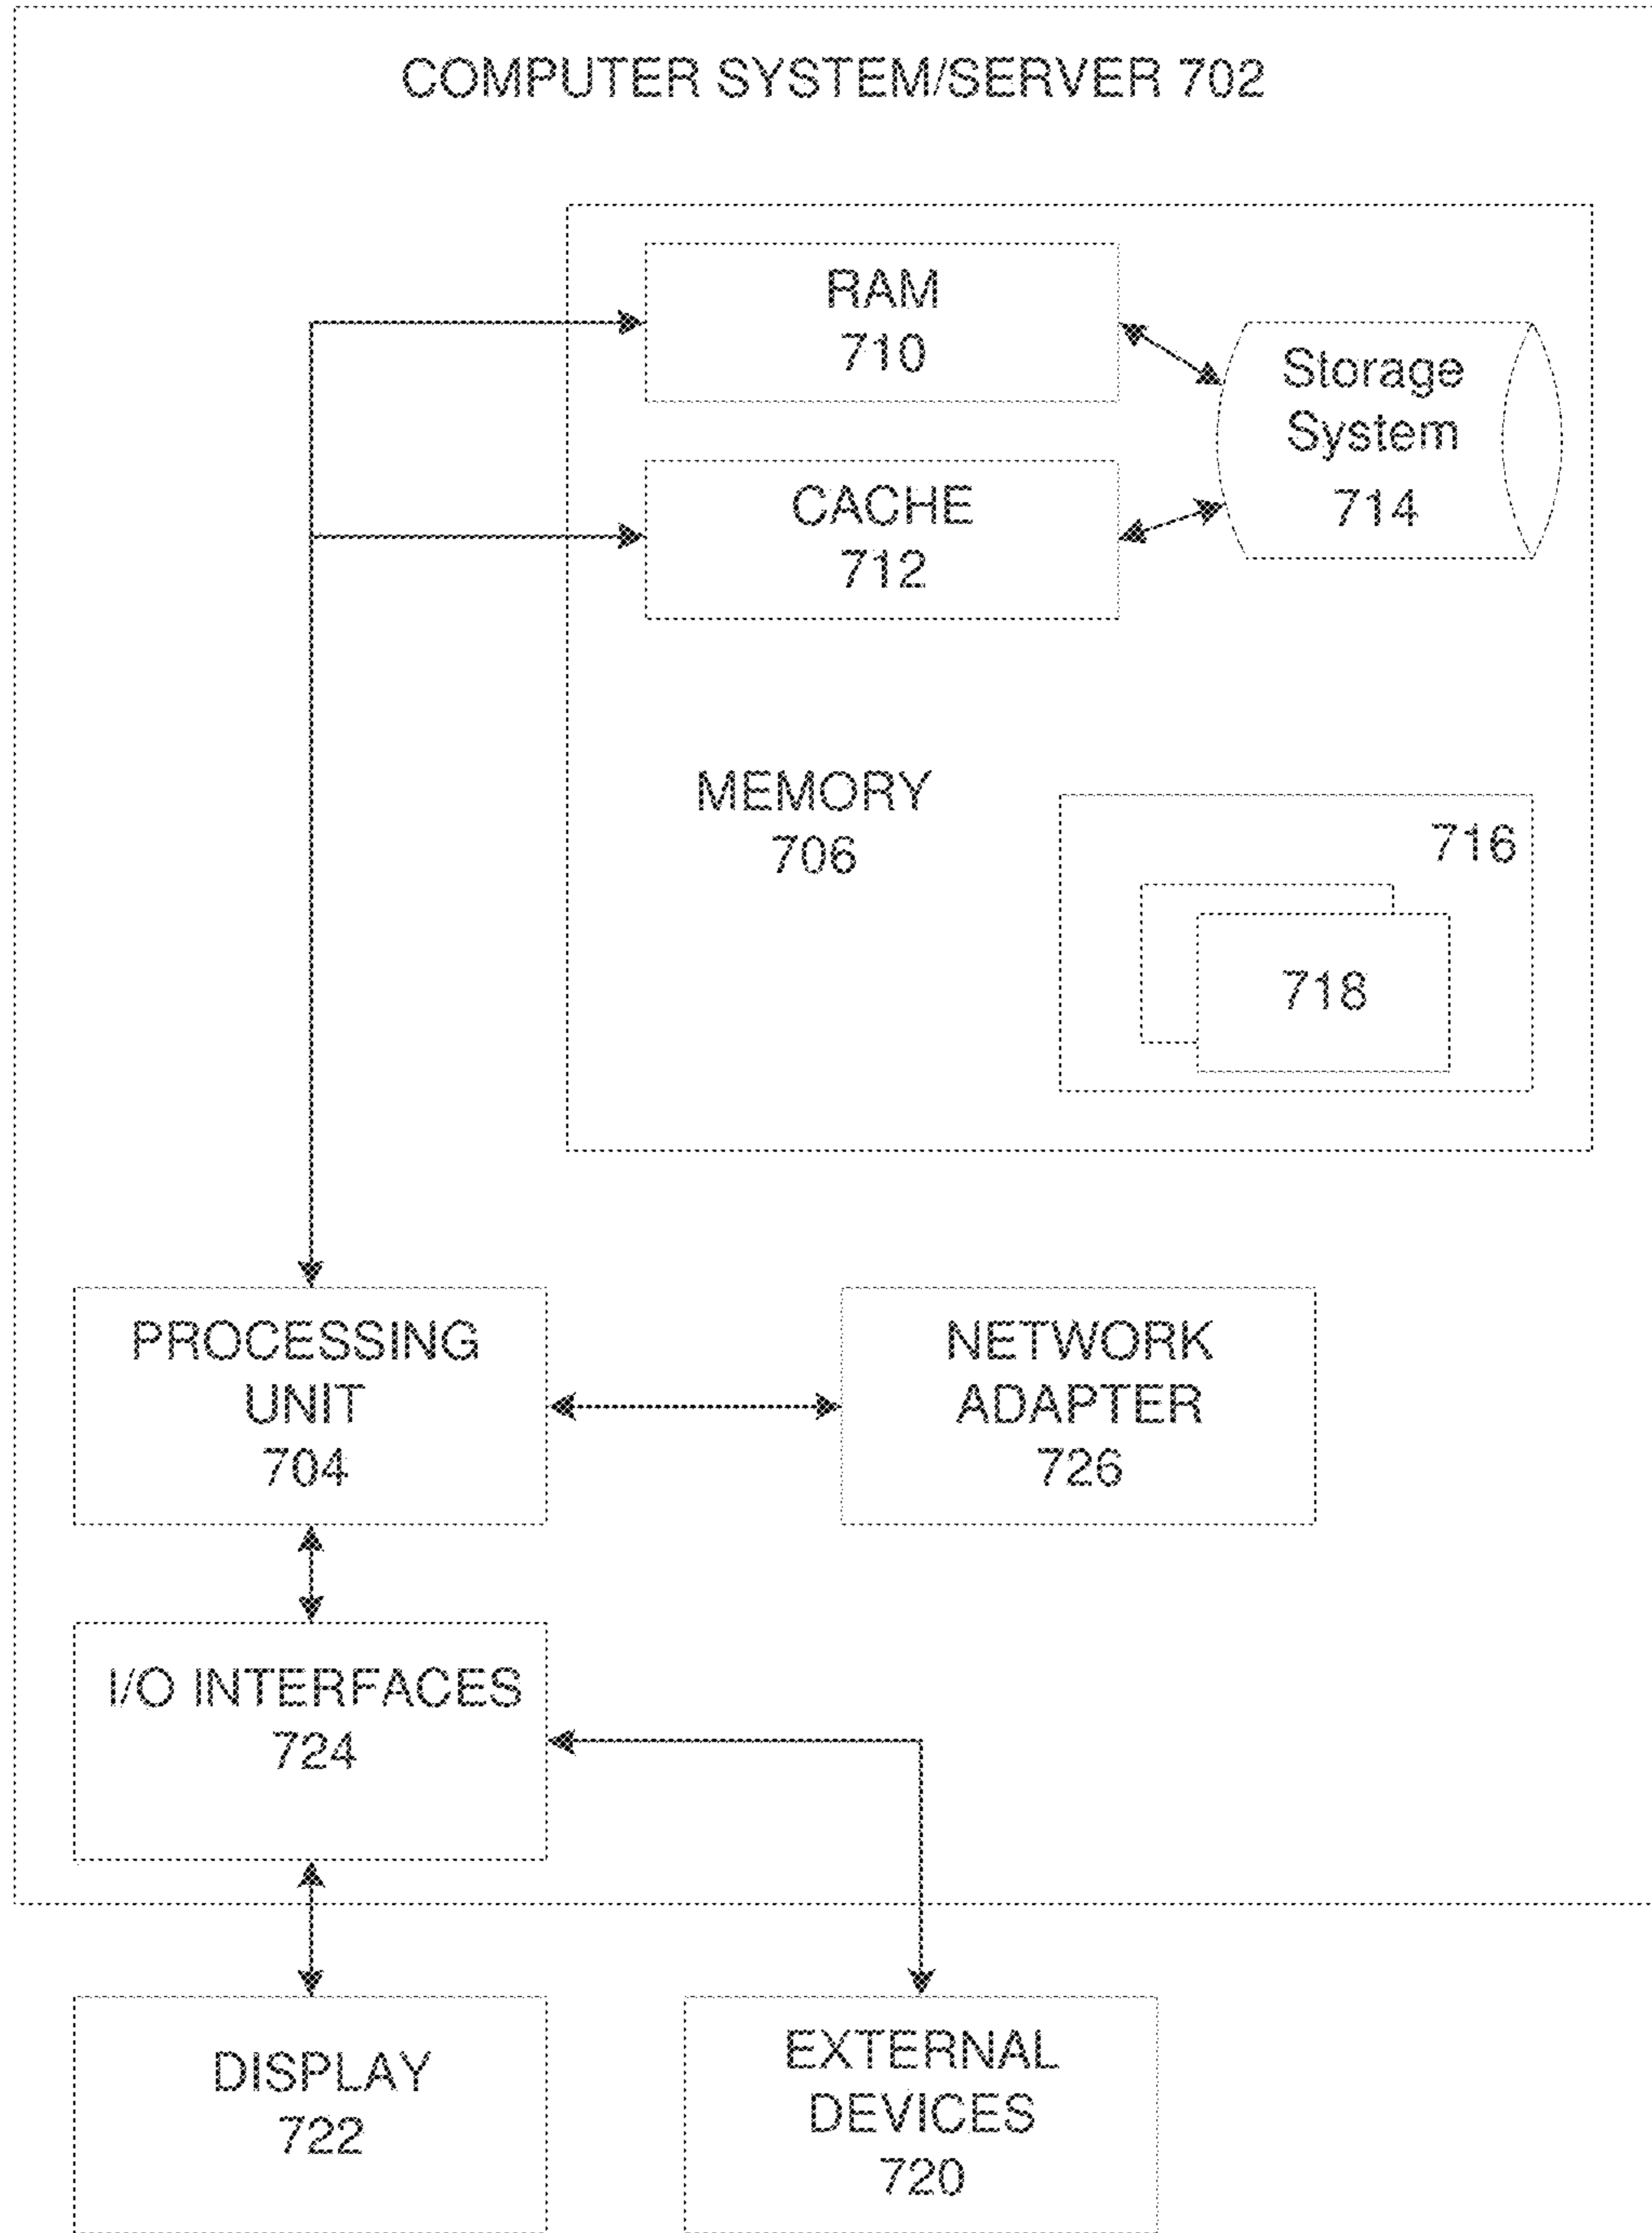 COMPUTER SYSTEM/SERVER 702
RAM
710
Storage
System
714
CACHE
712
MEMORY
706
716
718
PROCESSING
UNIT
704
NETWORK
ADAPTER
726
I/O INTERFACES
724
DISPLAY
722
EXTERNAL
DEVICES
720